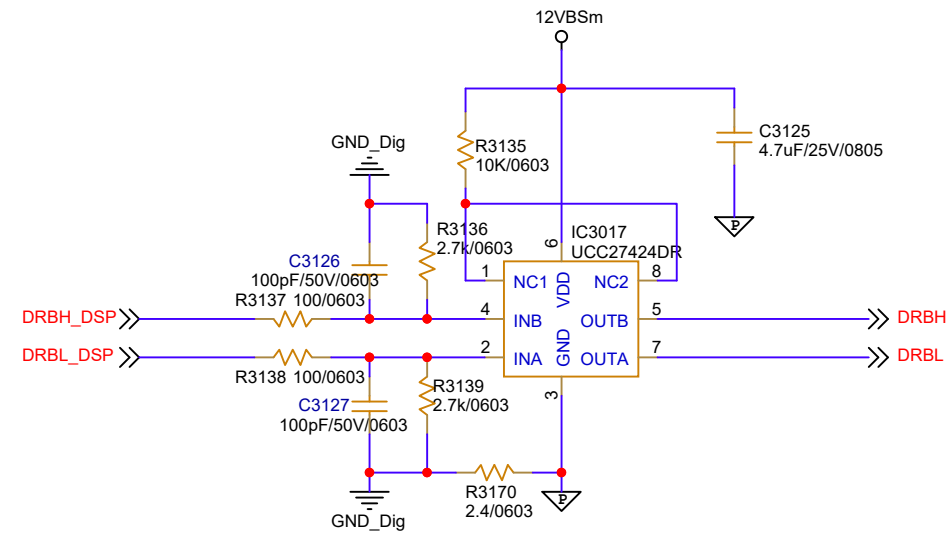 12VBSm
C3125
4.7uF/25V/0805
GND_Dig
R3135
10K/0603
P
R3136
2.7k/0603
IC3017
UCC27424DR
6
C3126
100pF/50V/0603
1
NC1
VDD
NC2
8
R3137 100/0603
DRBH_DSP
4
INB
OUTB
5
DRBH
DRBL_DSP
2
INA
GND
OUTA
7
DRBL
R3138 100/0603
3
R3139
2.7k/0603
C3127
100pF/50V/0603
R3170
2.4/0603
P
GND_Dig